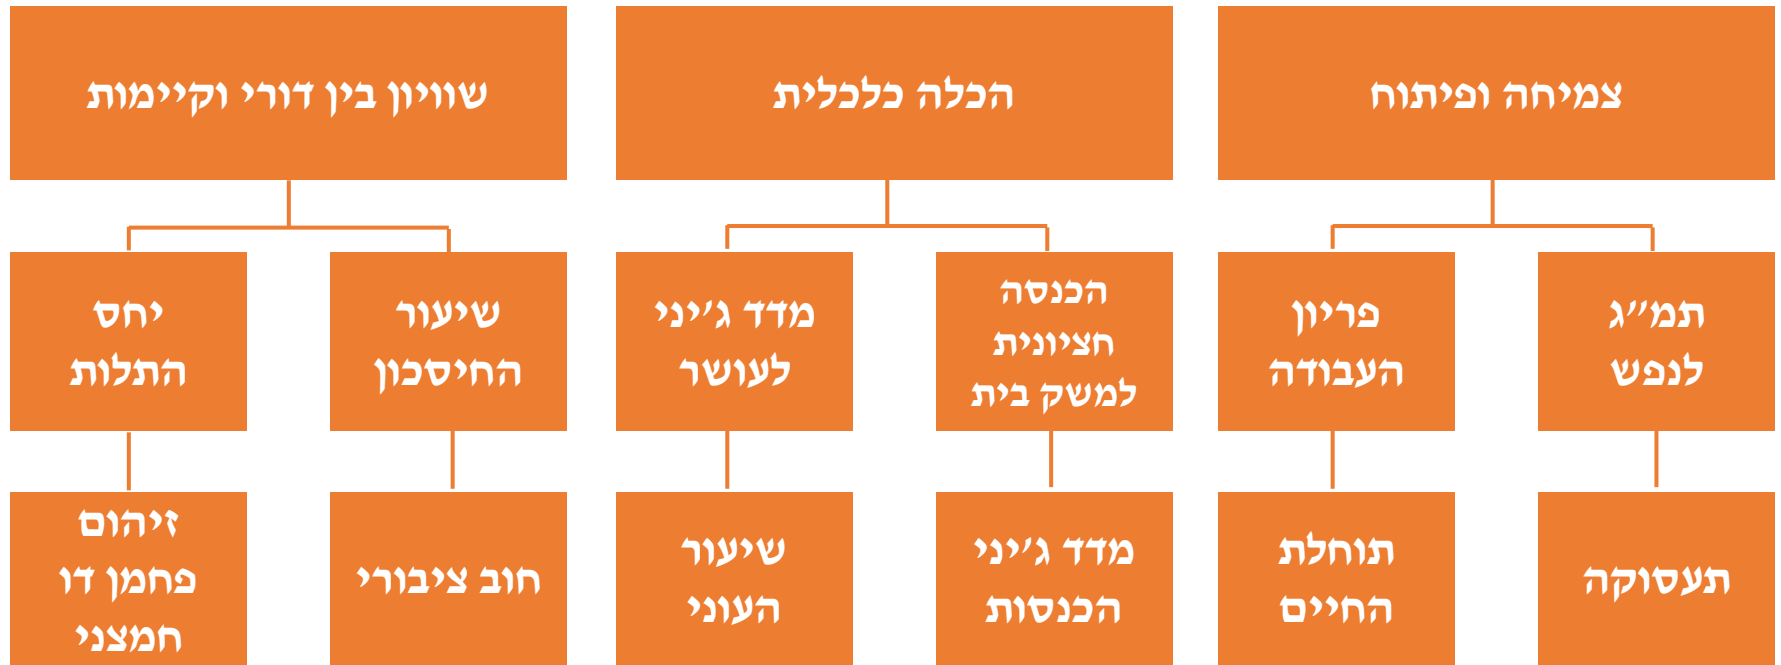 צמיחה ופיתוח
הכלה כלכלית
שוויון בין דורי וקיימות
תמ״ג
לנפש
פריון
העבודה
הכנסה
חציונית
למשק בית
מדד ג׳יני
לעושר
שיעור
החיסכון
יחס
התלות
תעסוקה
תוחלת
החיים
מדד ג׳יני
הכנסות
שיעור
העוני
חוב ציבורי
זיהום
פחמן דו
חמצני